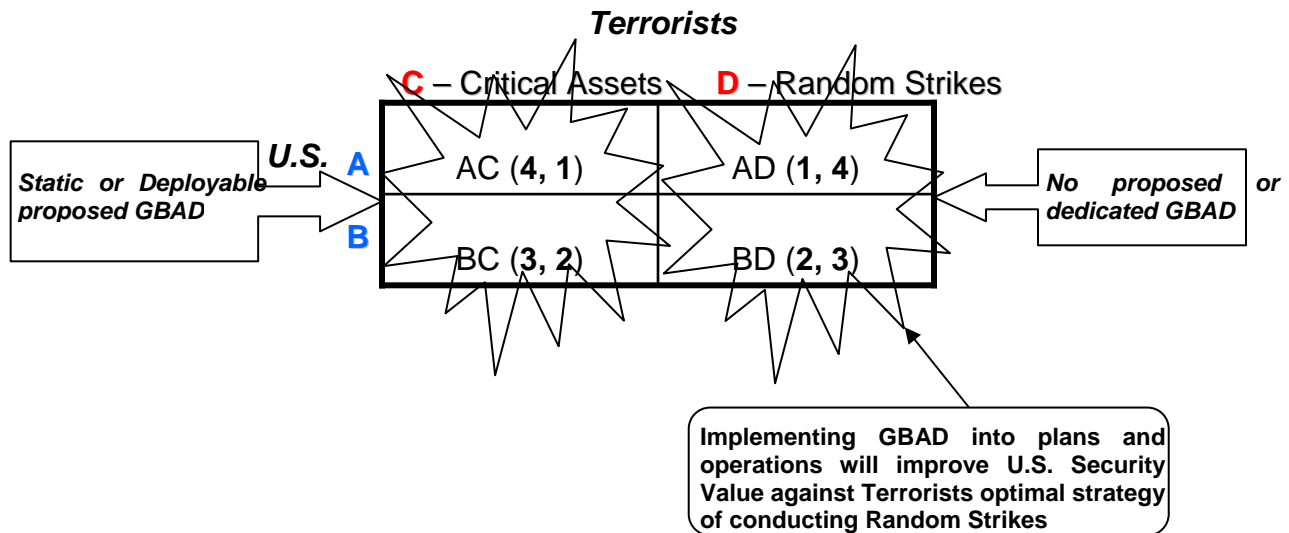 Terrorists
C – Critical Assets D – Random Strikes
U.S. A
B
Static or Deployable
proposed GBAD
AC (4, 1) AD (1, 4)
BC (3, 2) BD (2, 3)
No proposed or
dedicated GBAD
Implementing GBAD into plans and
operations will improve U.S. Security
Value against Terrorists optimal strategy
of conducting Random Strikes